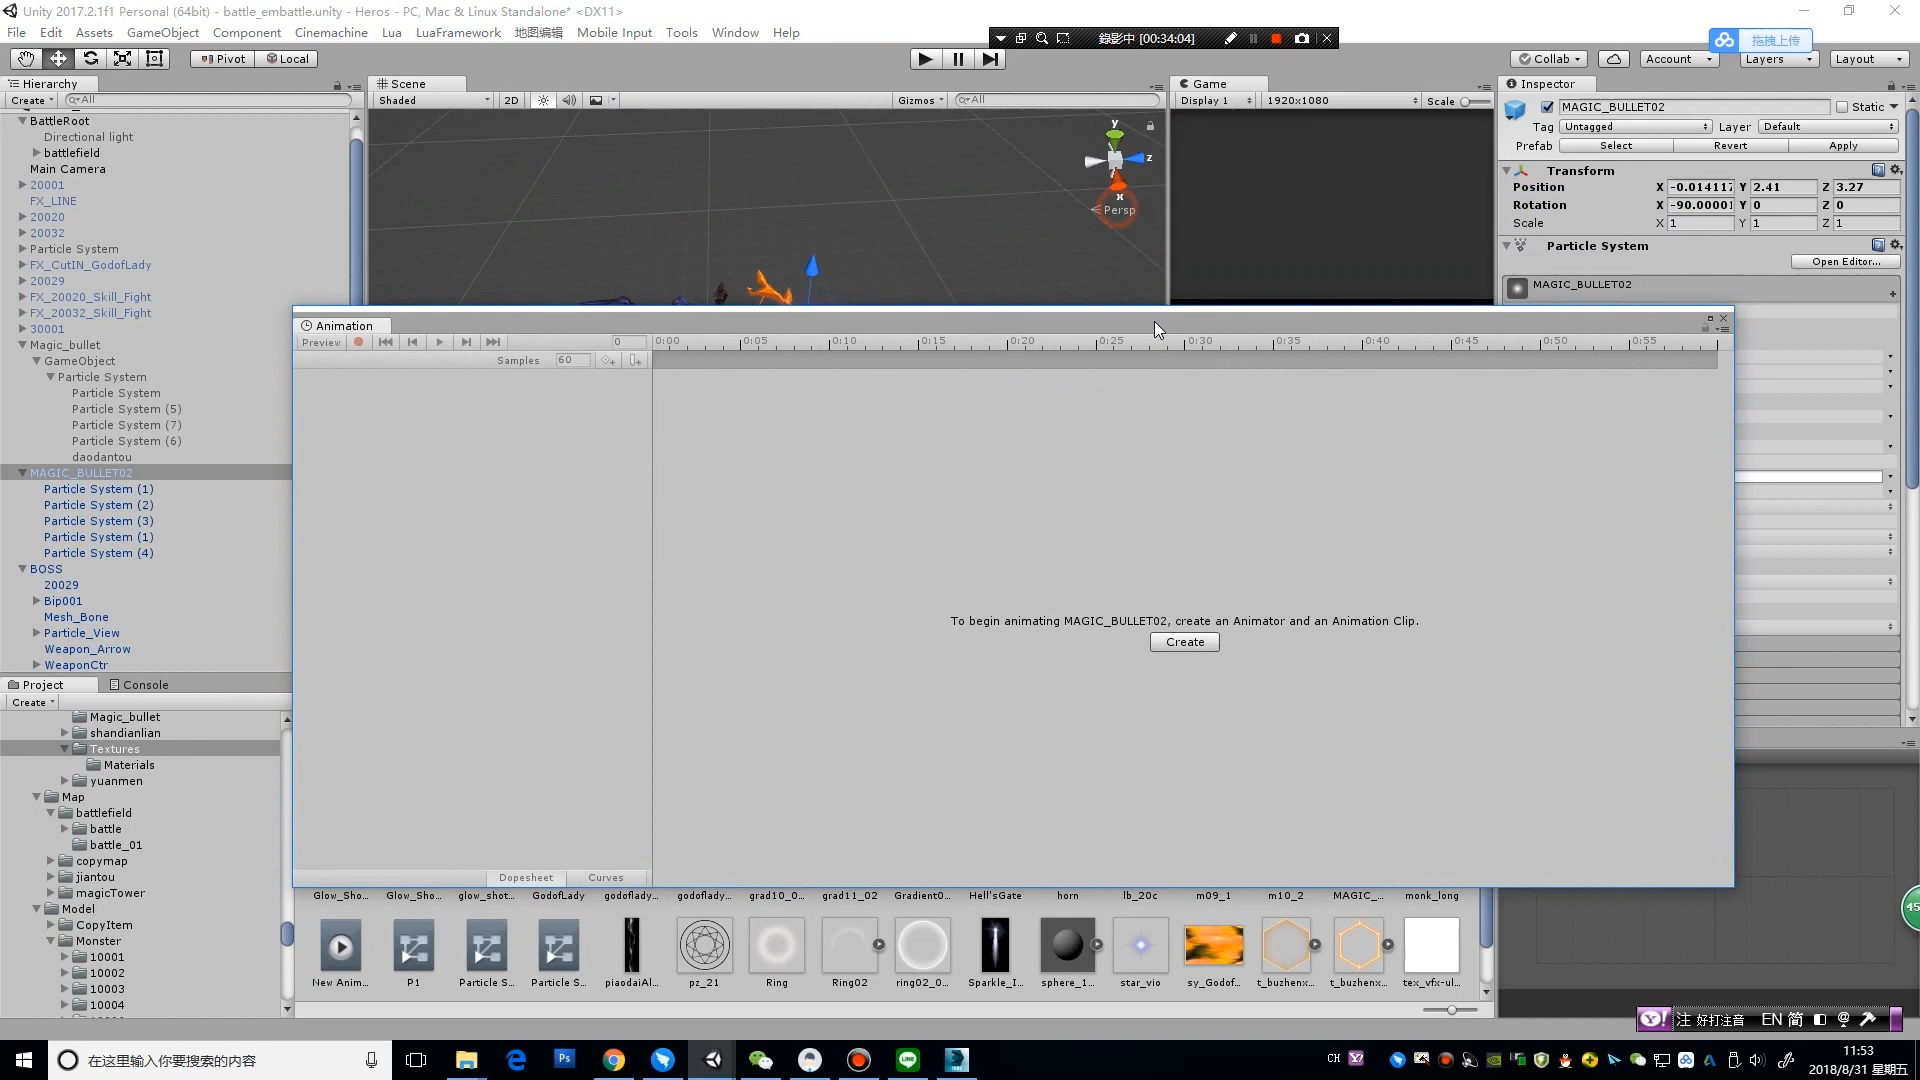 Unity 2017.2.1f1 Personal (64bit) - battle_embattle.unity - Heros - PC, Mac & Linux Standalone* <DX11>
File Edit Assets GameObject Component Cinemachine Lua LuaFramework 地图编辑 Mobile Input Tools Window Help
錄影中 [00:34:04]
拖拽上传
Pivot Local
Collab Account Layers Layout
Hierarchy
Create All
BattleRoot
Directional light
battlefield
Main Camera
20001
FX_LINE
20020
20032
Particle System
FX_CutIN_GodofLady
20029
FX_20020_Skill_Fight
FX_20032_Skill_Fight
30001
Magic_bullet
GameObject
Particle System
Particle System
Particle System (5)
Particle System (7)
Particle System (6)
daodantou
MAGIC_BULLET02
Particle System (1)
Particle System (2)
Particle System (3)
Particle System (1)
Particle System (4)
BOSS
20029
Bip001
Mesh_Bone
Particle_View
Weapon_Arrow
WeaponCtr
Scene
Shaded 2D Gizmos All
y
z
x
Persp
Game
Display 1 1920x1080 Scale
Inspector
MAGIC_BULLET02 Static
Tag Untagged Layer Default
Prefab Select Revert Apply
Transform
Position X -0.01411 Y 2.41 Z 3.27
Rotation X -90.00001 Y 0 Z 0
Scale X 1 Y 1 Z 1
Particle System
Open Editor...
MAGIC_BULLET02
Animation
Preview 0 0:00 0:05 0:10 0:15 0:20 0:25 0:30 0:35 0:40 0:45 0:50 0:55
Samples 60
To begin animating MAGIC_BULLET02, create an Animator and an Animation Clip.
Create
Dopesheet Curves
Project Console
Create
Magic_bullet
shandianlian
Textures
Materials
yuanmen
Map
battlefield
battle
battle_01
copymap
jiantou
magicTower
Model
CopyItem
Monster
10001
10002
10003
10004
Glow_Sho... Glow_Sho... glow_shot... GodofLady godoflady... godoflady... grad10_0... grad11_02 Gradient0... Hell'sGate horn lb_20c m09_1 m10_2 MAGIC_... monk_long
New Anim... P1 Particle S... Particle S... piaodaiAl... pz_21 Ring Ring02 ring02_0... Sparkle_I... sphere_1... star_vio sy_Godof... t_buzhenx... t_buzhenx... tex_vfx-ul...
45
注 好打注音 EN 简
在这里输入你要搜索的内容
CH
11:53
2018/8/31 星期五